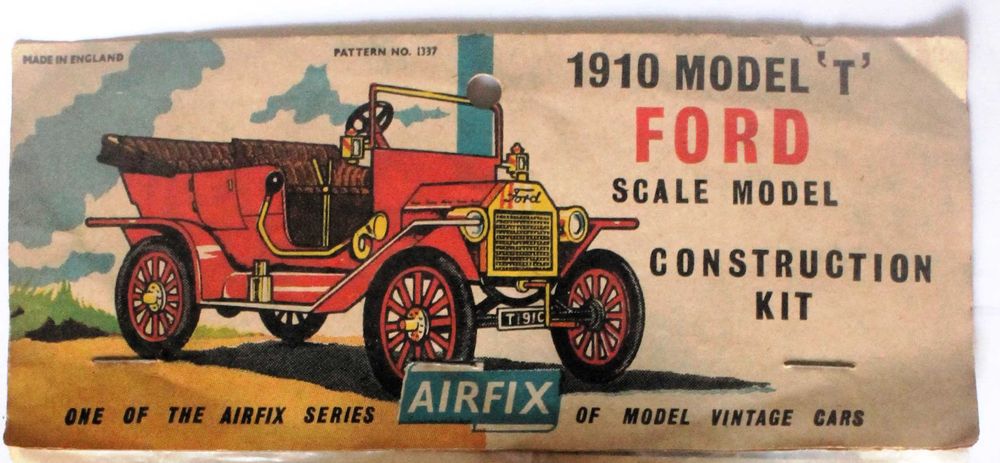 MADE IN ENGLAND
PATTERN NO. 1337
1910 MODEL 'T'
FORD
SCALE MODEL
CONSTRUCTION
KIT
Ford
T191C
ONE OF THE AIRFIX SERIES
AIRFIX
OF MODEL VINTAGE CARS